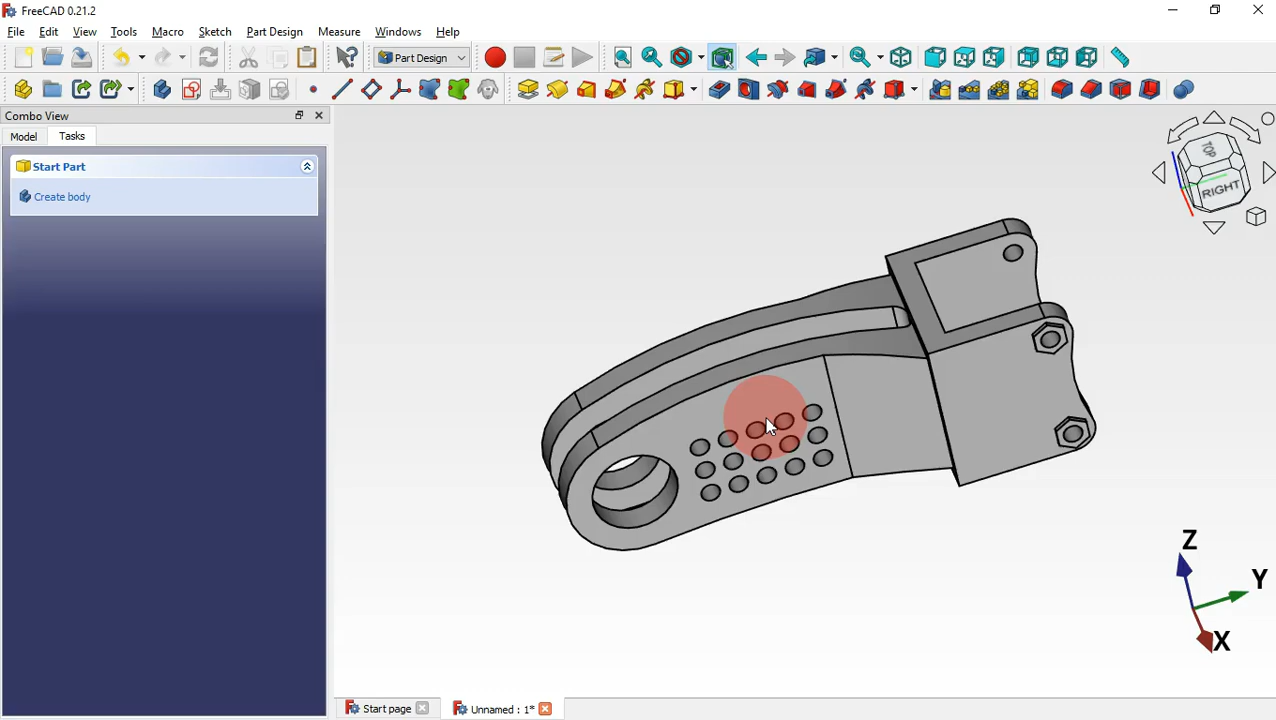 FreeCAD 0.21.2
File Edit View Tools Macro Sketch Part Design Measure Windows Help
Part Design
Combo View
Model Tasks
Start Part
Create body
TOP
RIGHT
Z
Y
X
Start page
Unnamed : 1*